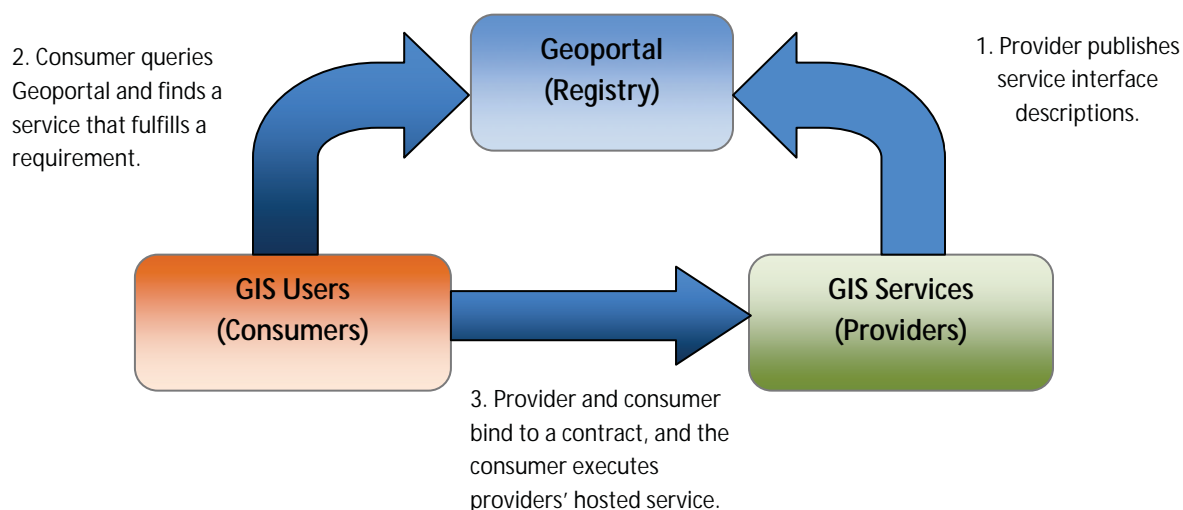 2. Consumer queries
Geoportal and finds a
service that fulfills a
requirement.
Geoportal
(Registry)
1. Provider publishes
service interface
descriptions.
GIS Users
(Consumers)
GIS Services
(Providers)
3. Provider and consumer
bind to a contract, and the
consumer executes
providers’ hosted service.